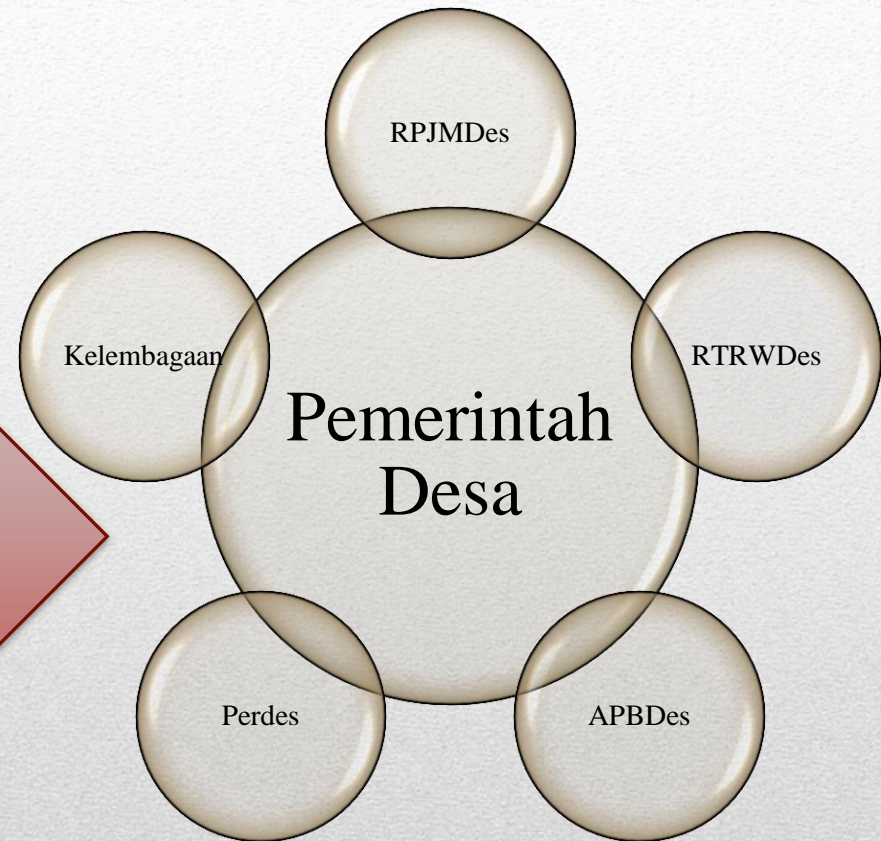 RPJMDes
Kelembagaan
RTRWDes
Pemerintah
Desa
Perdes
APBDes